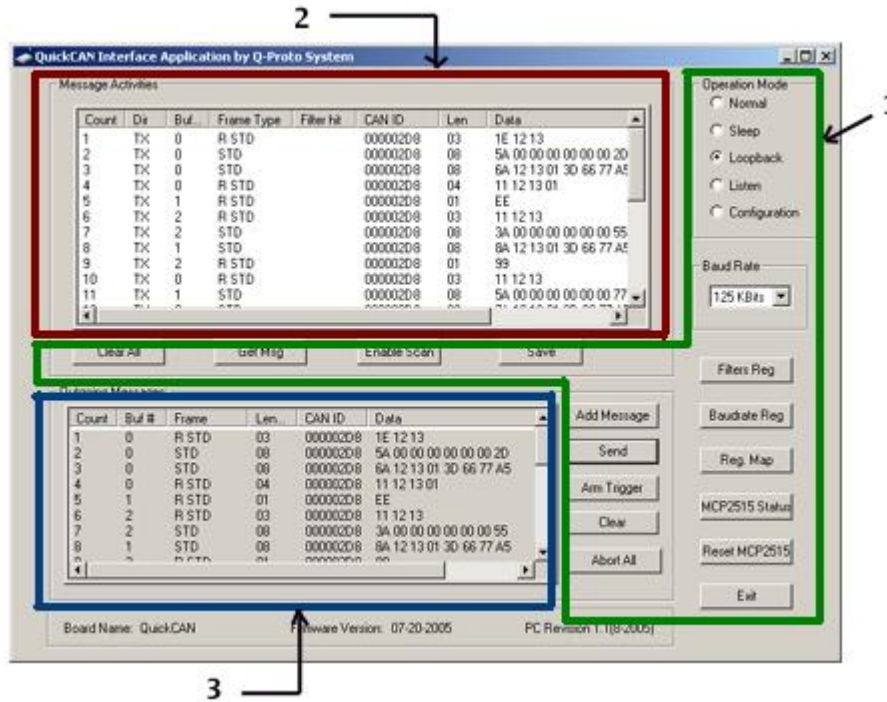 2
QuickCAN Interface Application by Q-Proto System
Message Activities
Count Dir Buf... Frame Type Filter hit CAN ID Len Data
1 TX 0 R STD 000002D8 03 1E 12 13
2 TX 0 STD 000002D8 08 5A 00 00 00 00 00 00 2D
3 TX 0 STD 000002D8 08 6A 12 13 01 3D 66 77 A5
4 TX 0 R STD 000002D8 04 11 12 13 01
5 TX 1 R STD 000002D8 01 EE
6 TX 2 R STD 000002D8 03 11 12 13
7 TX 2 STD 000002D8 08 3A 00 00 00 00 00 00 55
8 TX 1 STD 000002D8 08 8A 12 13 01 3D 66 77 A5
9 TX 2 R STD 000002D8 01 99
10 TX 0 R STD 000002D8 03 11 12 13
11 TX 1 STD 000002D8 08 5A 00 00 00 00 00 00 77
Clear All Get Msg Enable Scan Save
Operation Mode
Normal
Sleep
Loopback
Listen
Configuration
Baud Rate
125 KBits
Filters Reg
Baudrate Reg
Reg. Map
MCP2515 Status
Reset MCP2515
Exit
Outgoing Messages
Count Buf # Frame Len... CAN ID Data
1 0 R STD 03 000002D8 1E 12 13
2 0 STD 08 000002D8 5A 00 00 00 00 00 00 2D
3 0 STD 08 000002D8 6A 12 13 01 3D 66 77 A5
4 0 R STD 04 000002D8 11 12 13 01
5 1 R STD 01 000002D8 EE
6 2 R STD 03 000002D8 11 12 13
7 2 STD 08 000002D8 3A 00 00 00 00 00 00 55
8 1 STD 08 000002D8 8A 12 13 01 3D 66 77 A5
Add Message
Send
Arm Trigger
Clear
Abort All
Board Name: QuickCAN Firmware Version: 07-20-2005 PC Revision 1.1(8-2005)
3